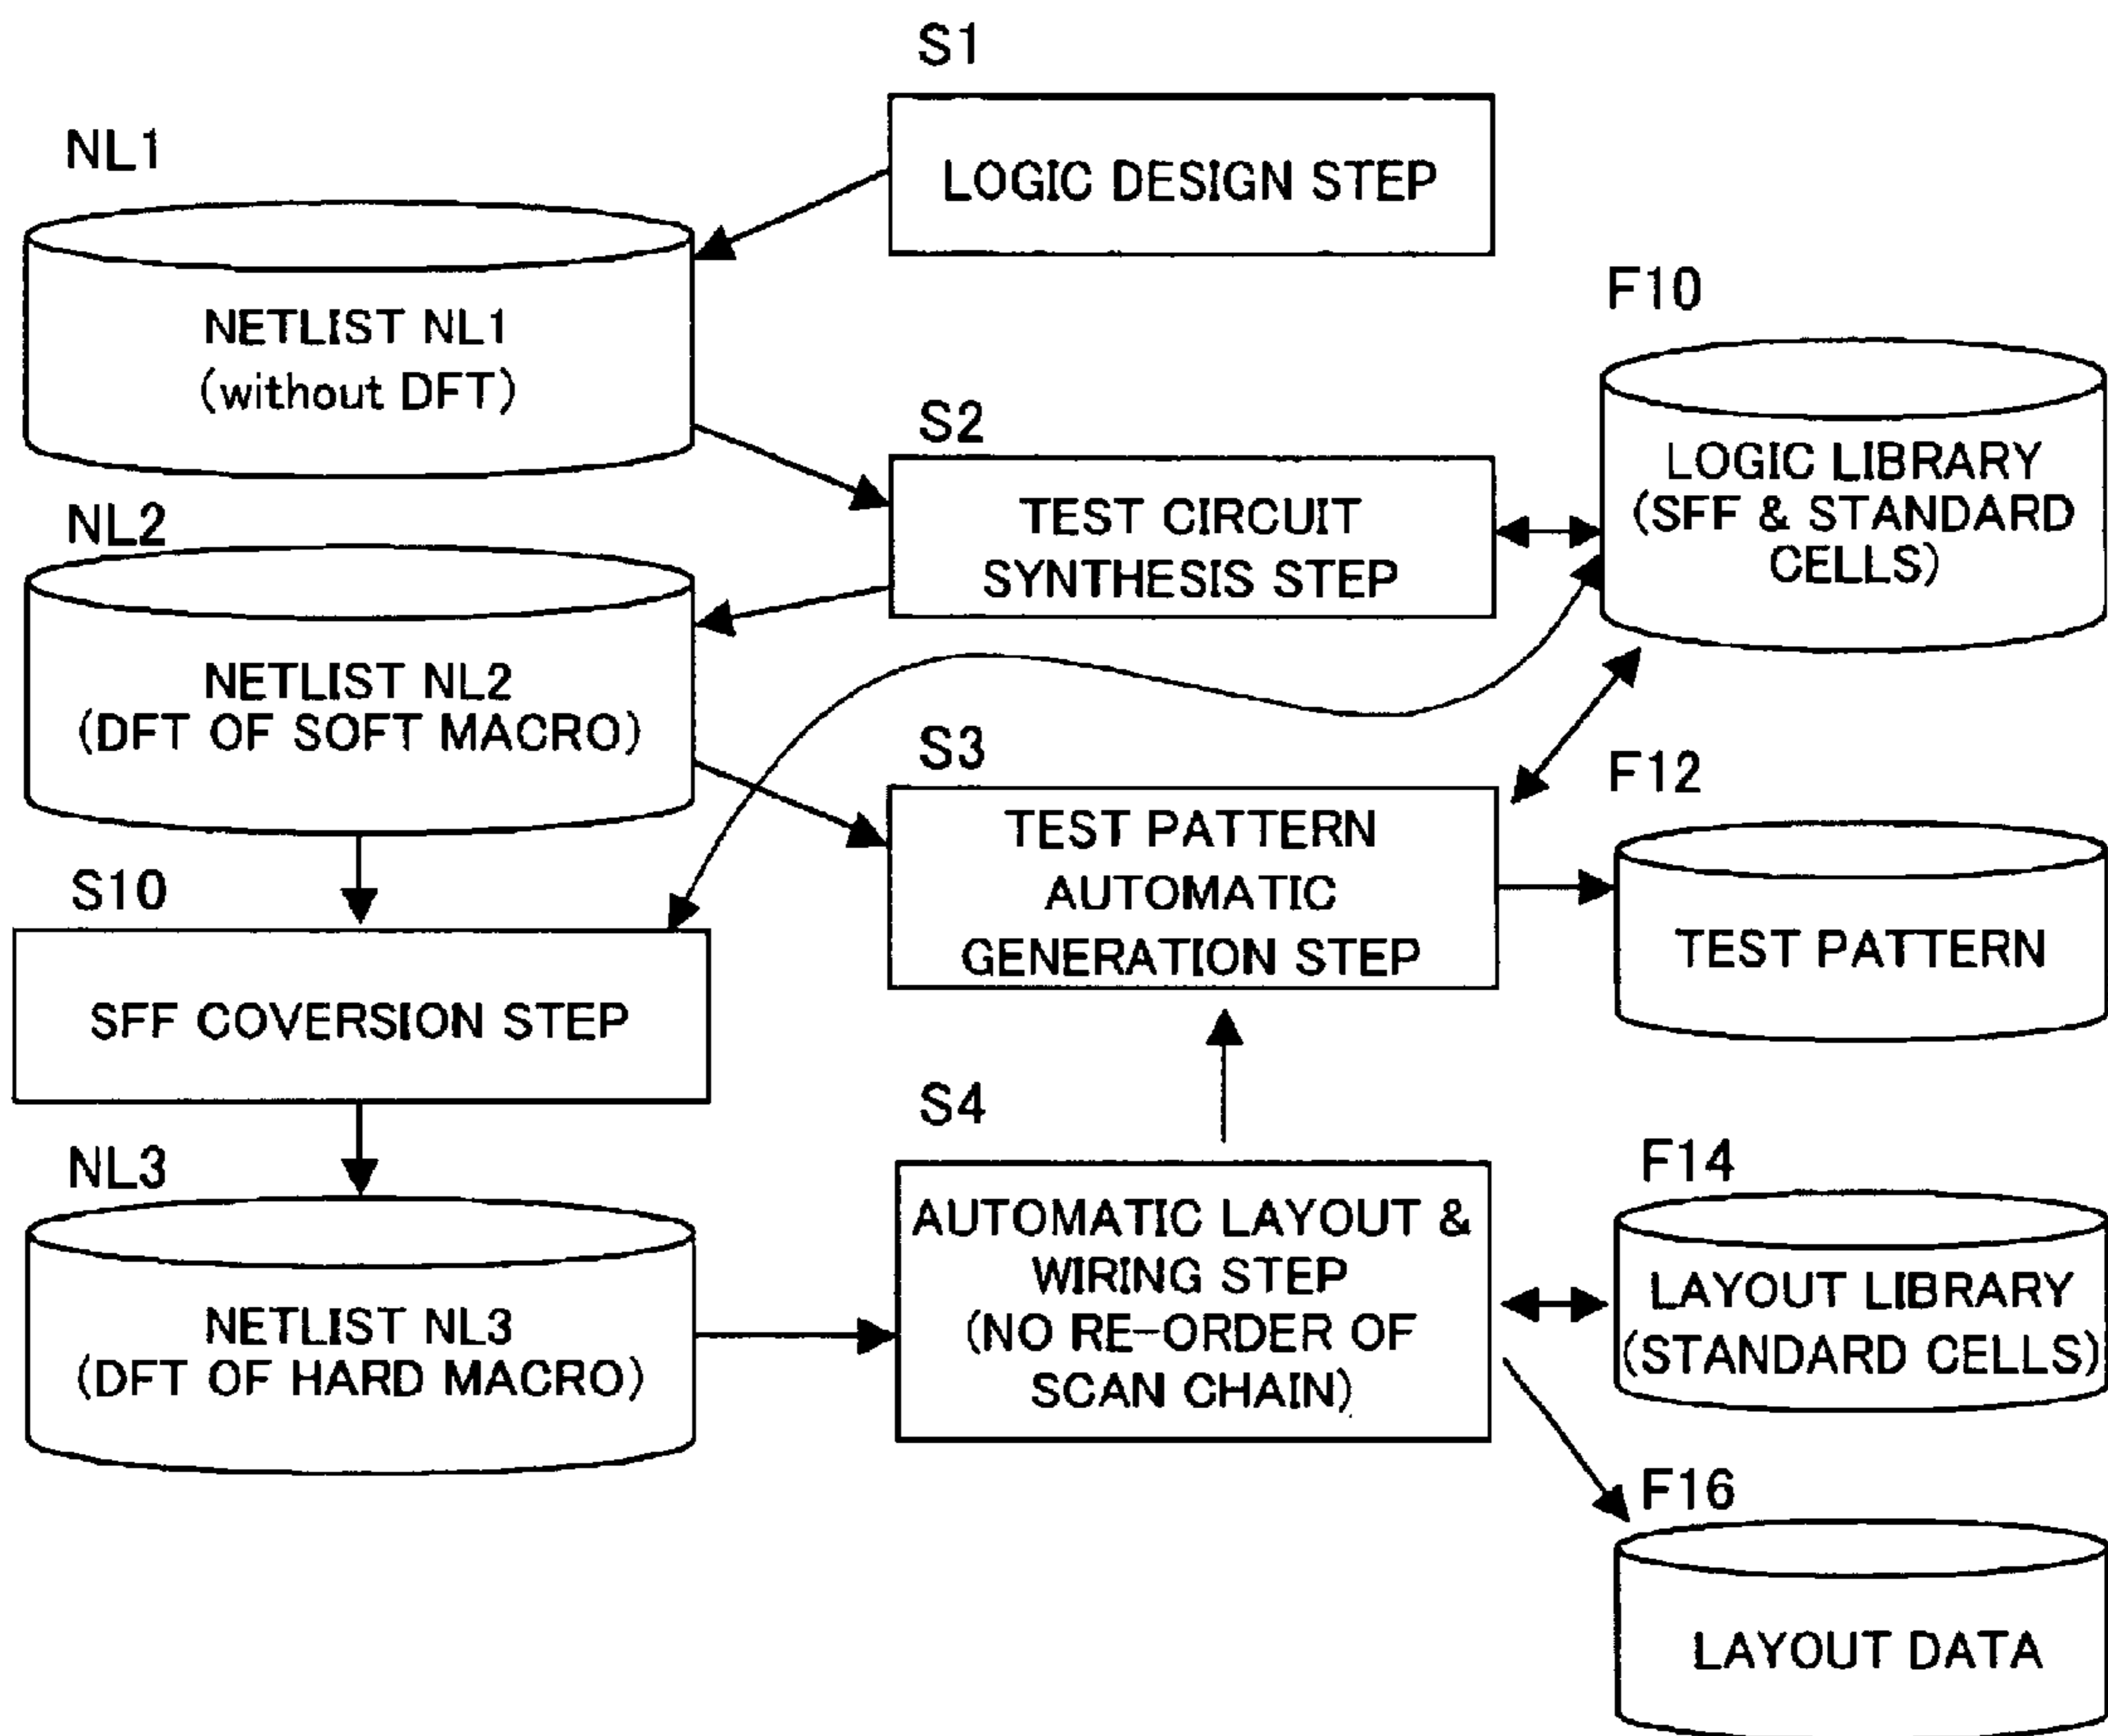 S1
LOGIC DESIGN STEP
NL1
NETLIST NL1
(without DFT)
F10
LOGIC LIBRARY
(SFF & STANDARD
CELLS)
S2
TEST CIRCUIT
SYNTHESIS STEP
NL2
NETLIST NL2
(DFT OF SOFT MACRO)
S3
TEST PATTERN
AUTOMATIC
GENERATION STEP
F12
TEST PATTERN
S10
SFF COVERSION STEP
NL3
NETLIST NL3
(DFT OF HARD MACRO)
S4
AUTOMATIC LAYOUT &
WIRING STEP
(NO RE-ORDER OF
SCAN CHAIN)
F14
LAYOUT LIBRARY
(STANDARD CELLS)
F16
LAYOUT DATA